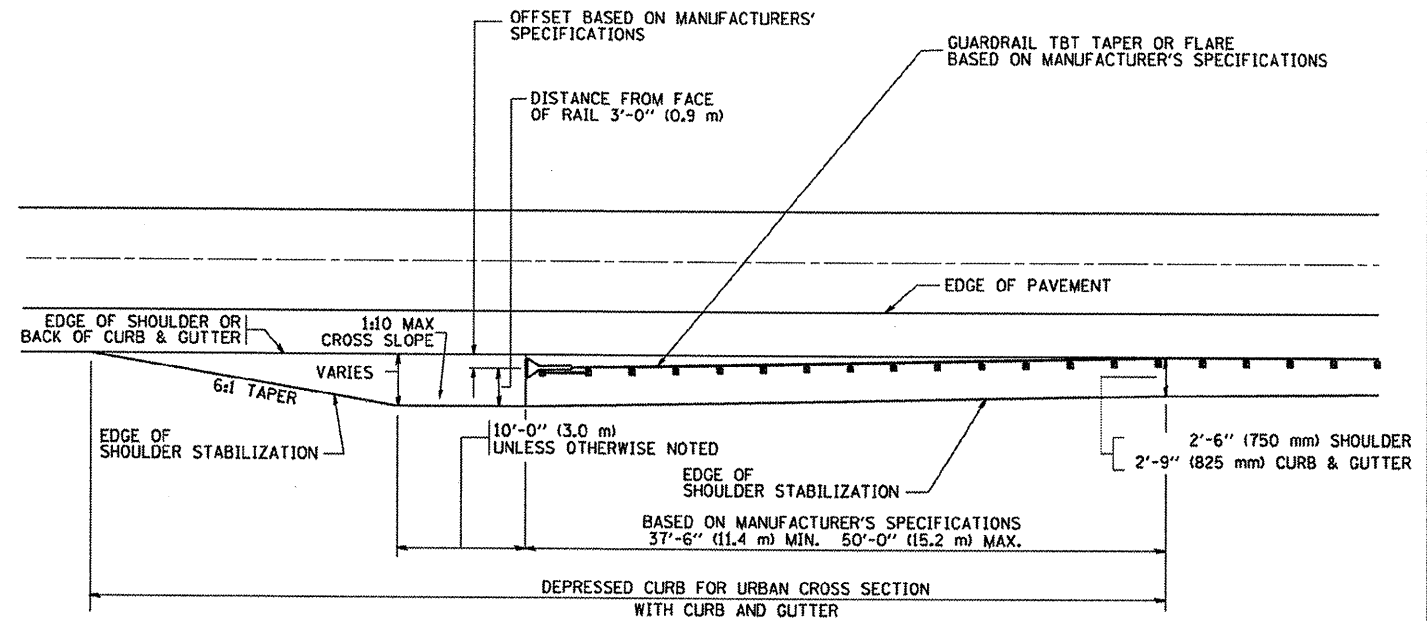 OFFSET BASED ON MANUFACTURERS'
SPECIFICATIONS
GUARDRAIL TBT TAPER OR FLARE
BASED ON MANUFACTURER'S SPECIFICATIONS
DISTANCE FROM FACE
OF RAIL 3'-0" (0.9 m)
EDGE OF PAVEMENT
EDGE OF SHOULDER OR
BACK OF CURB & GUTTER
1:10 MAX
CROSS SLOPE
VARIES
6:1 TAPER
EDGE OF
SHOULDER STABILIZATION
10'-0" (3.0 m)
UNLESS OTHERWISE NOTED
EDGE OF
SHOULDER STABILIZATION
2'-6" (750 mm) SHOULDER
2'-9" (825 mm) CURB & GUTTER
BASED ON MANUFACTURER'S SPECIFICATIONS
37'-6" (11.4 m) MIN. 50'-0" (15.2 m) MAX.
DEPRESSED CURB FOR URBAN CROSS SECTION
WITH CURB AND GUTTER